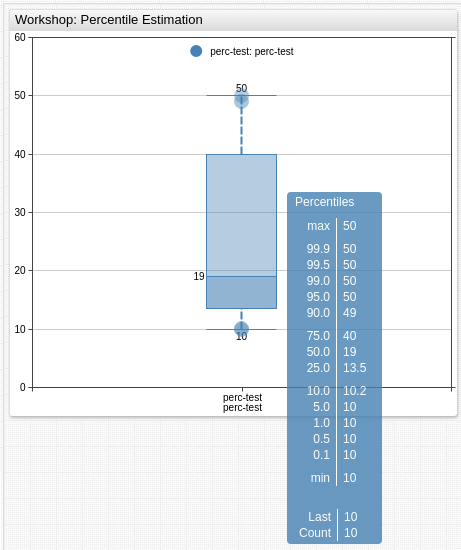 Workshop: Percentile Estimation
perc-test: perc-test
60
50
40
30
20
10
0
50
19
10
perc-test
perc-test
Percentiles
max 50
99.9 50
99.5 50
99.0 50
95.0 50
90.0 49
75.0 40
50.0 19
25.0 13.5
10.0 10.2
5.0 10
1.0 10
0.5 10
0.1 10
min 10
Last 10
Count 10